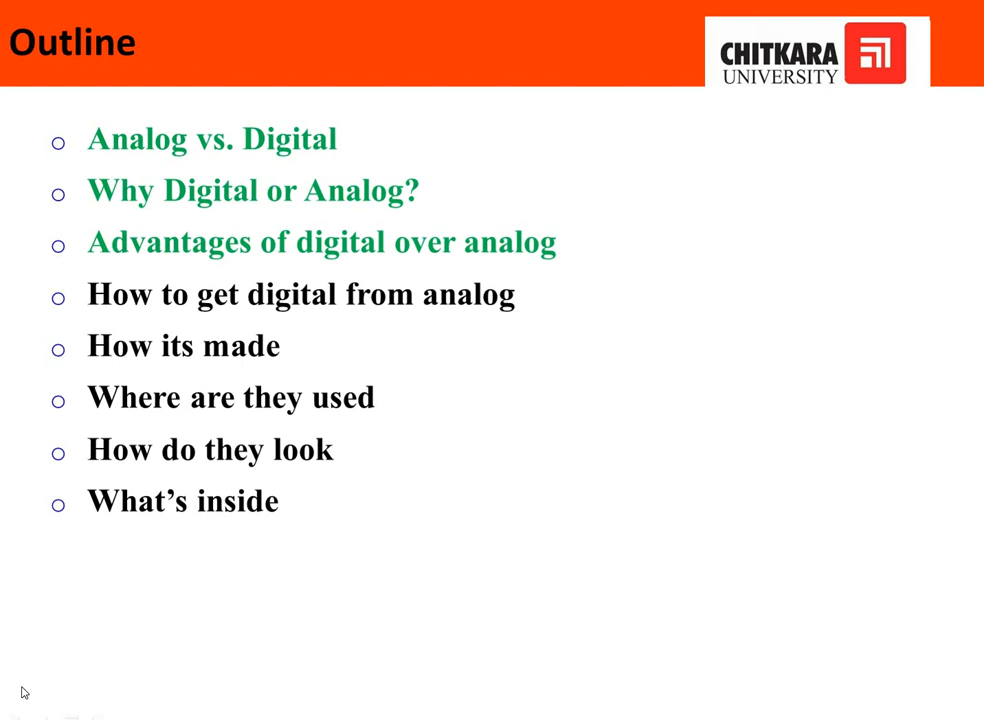 Outline
CHITKARA
UNIVERSITY
Analog vs. Digital
Why Digital or Analog?
Advantages of digital over analog
How to get digital from analog
How its made
Where are they used
How do they look
What's inside